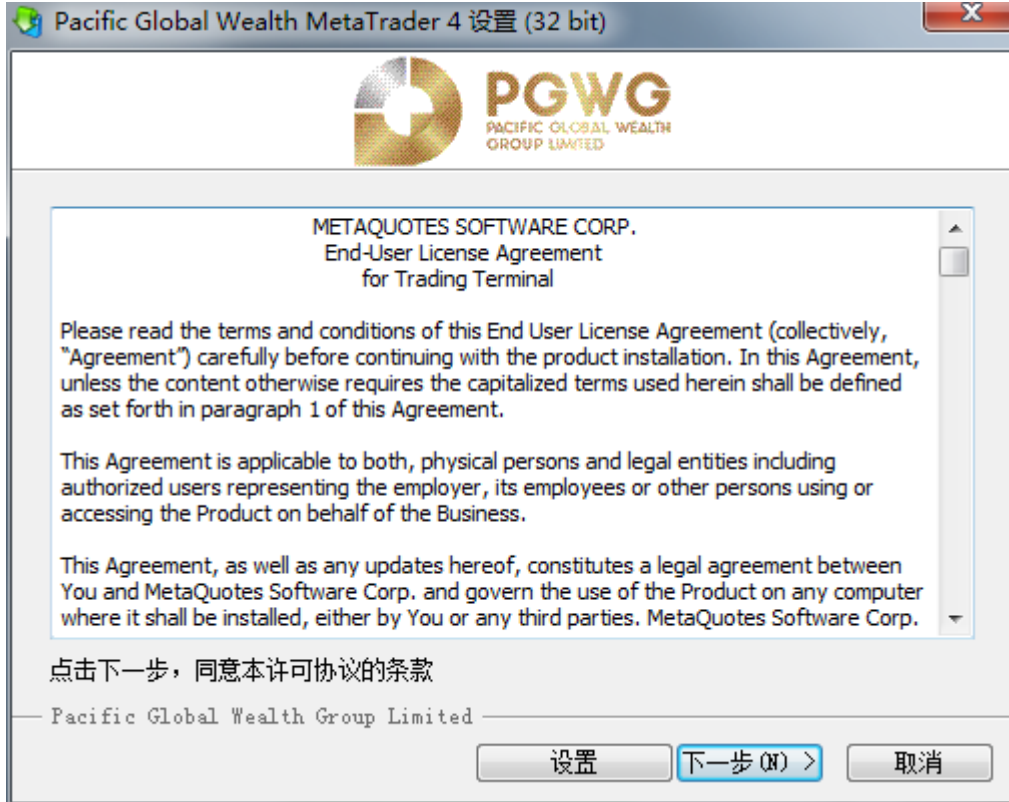 Pacific Global Wealth MetaTrader 4 设置 (32 bit)
PGWG
PACIFIC GLOBAL WEALTH
GROUP LIMITED
METAQUOTES SOFTWARE CORP.
End-User License Agreement
for Trading Terminal
Please read the terms and conditions of this End User License Agreement (collectively,
“Agreement”) carefully before continuing with the product installation. In this Agreement,
unless the content otherwise requires the capitalized terms used herein shall be defined
as set forth in paragraph 1 of this Agreement.
This Agreement is applicable to both, physical persons and legal entities including
authorized users representing the employer, its employees or other persons using or
accessing the Product on behalf of the Business.
This Agreement, as well as any updates hereof, constitutes a legal agreement between
You and MetaQuotes Software Corp. and govern the use of the Product on any computer
where it shall be installed, either by You or any third parties. MetaQuotes Software Corp.
点击下一步，同意本许可协议的条款
Pacific Global Wealth Group Limited
设置 下一步(N) > 取消